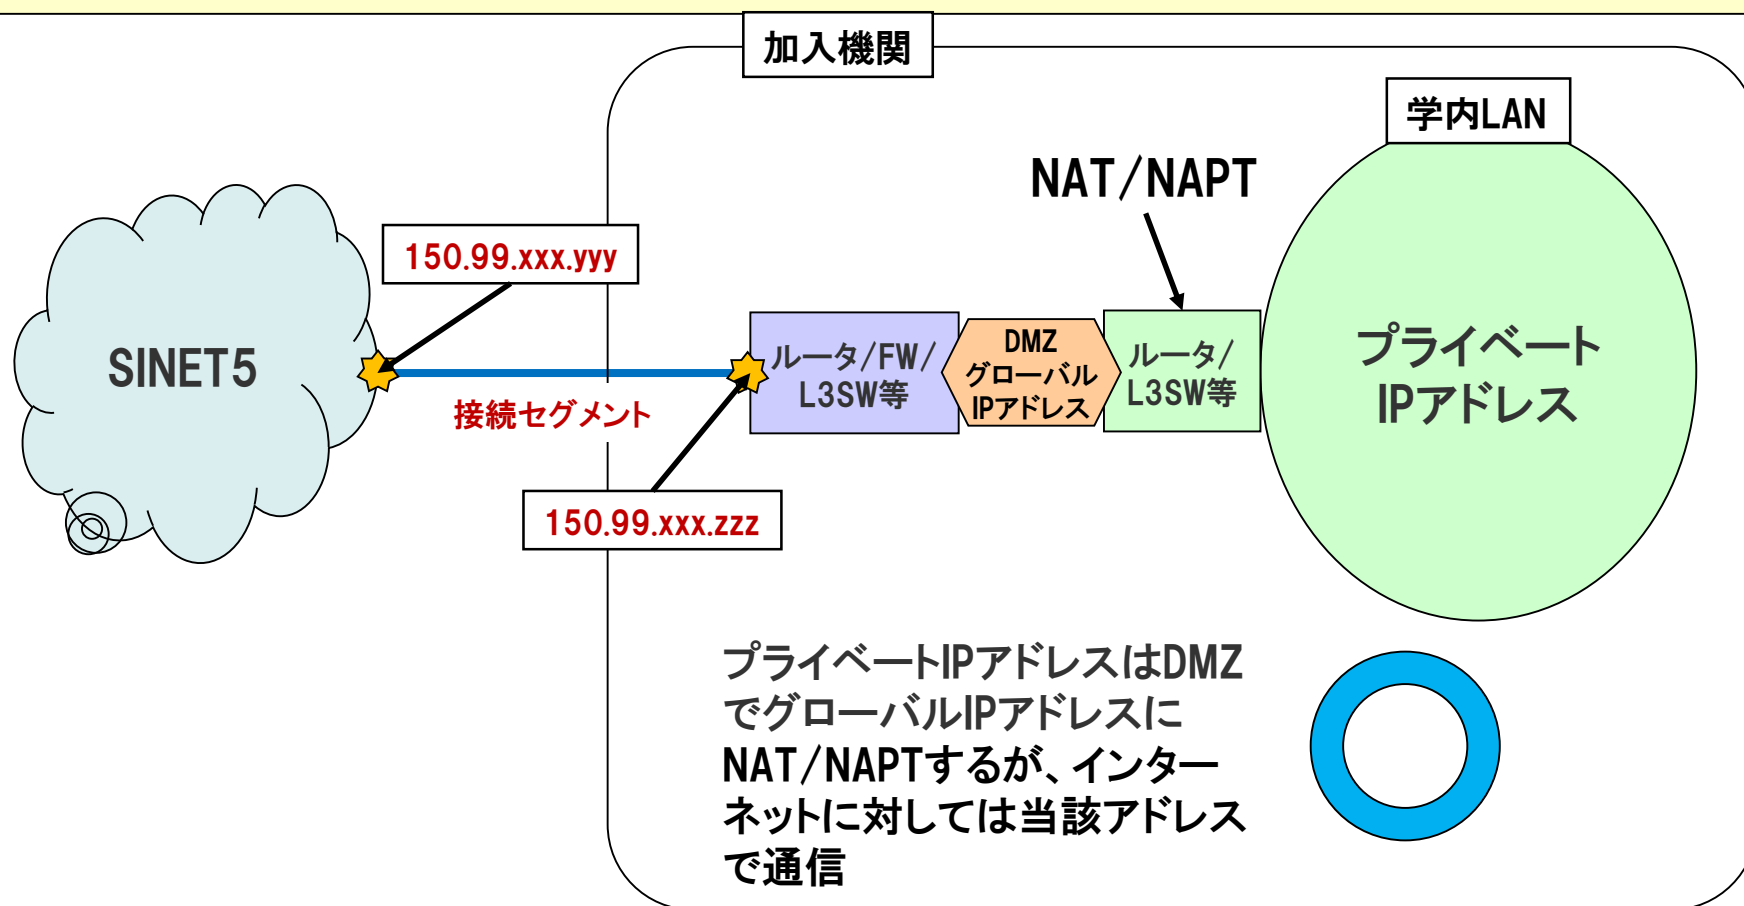 加入機関
学内LAN
NAT/NAPT
150.99.xxx.yyy
SINET5
接続セグメント
ルータ/FW/
L3SW等
DMZ
グローバル
IPアドレス
ルータ/
L3SW等
プライベート
IPアドレス
150.99.xxx.zzz
プライベートIPアドレスはDMZ
でグローバルIPアドレスに
NAT/NAPTするが、インター
ネットに対しては当該アドレス
で通信